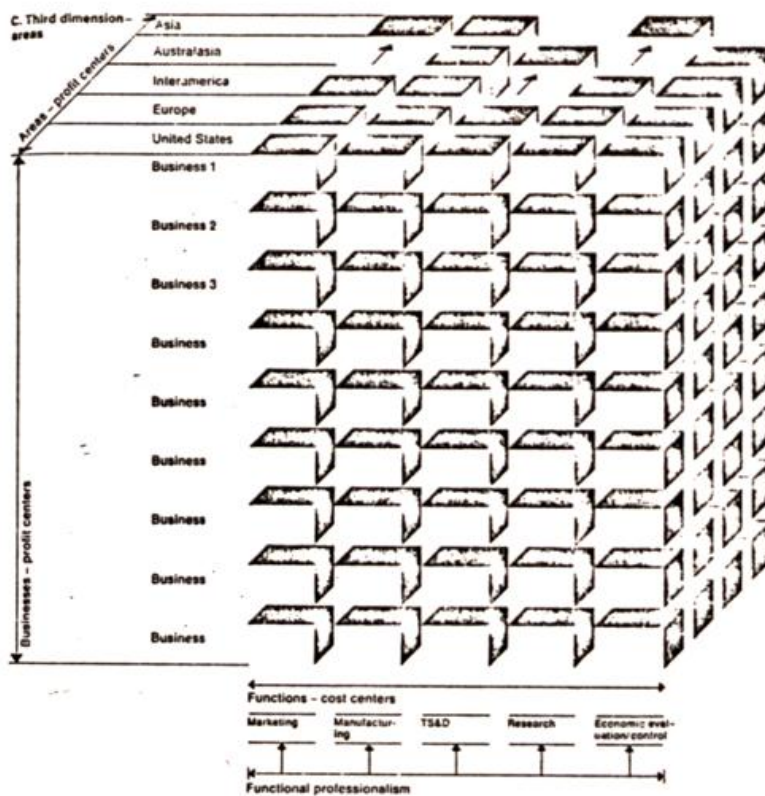 C. Third dimension –
areas
Asia
Australasia
Interamerica
Europe
United States
Areas – profit centers
Business 1
Business 2
Business 3
Business
Business
Business
Business
Business
Business
Businesses – profit centers
Functions – cost centers
Marketing
Manufactur-
ing
TS&D
Research
Economic eval-
uation/control
Functional professionalism